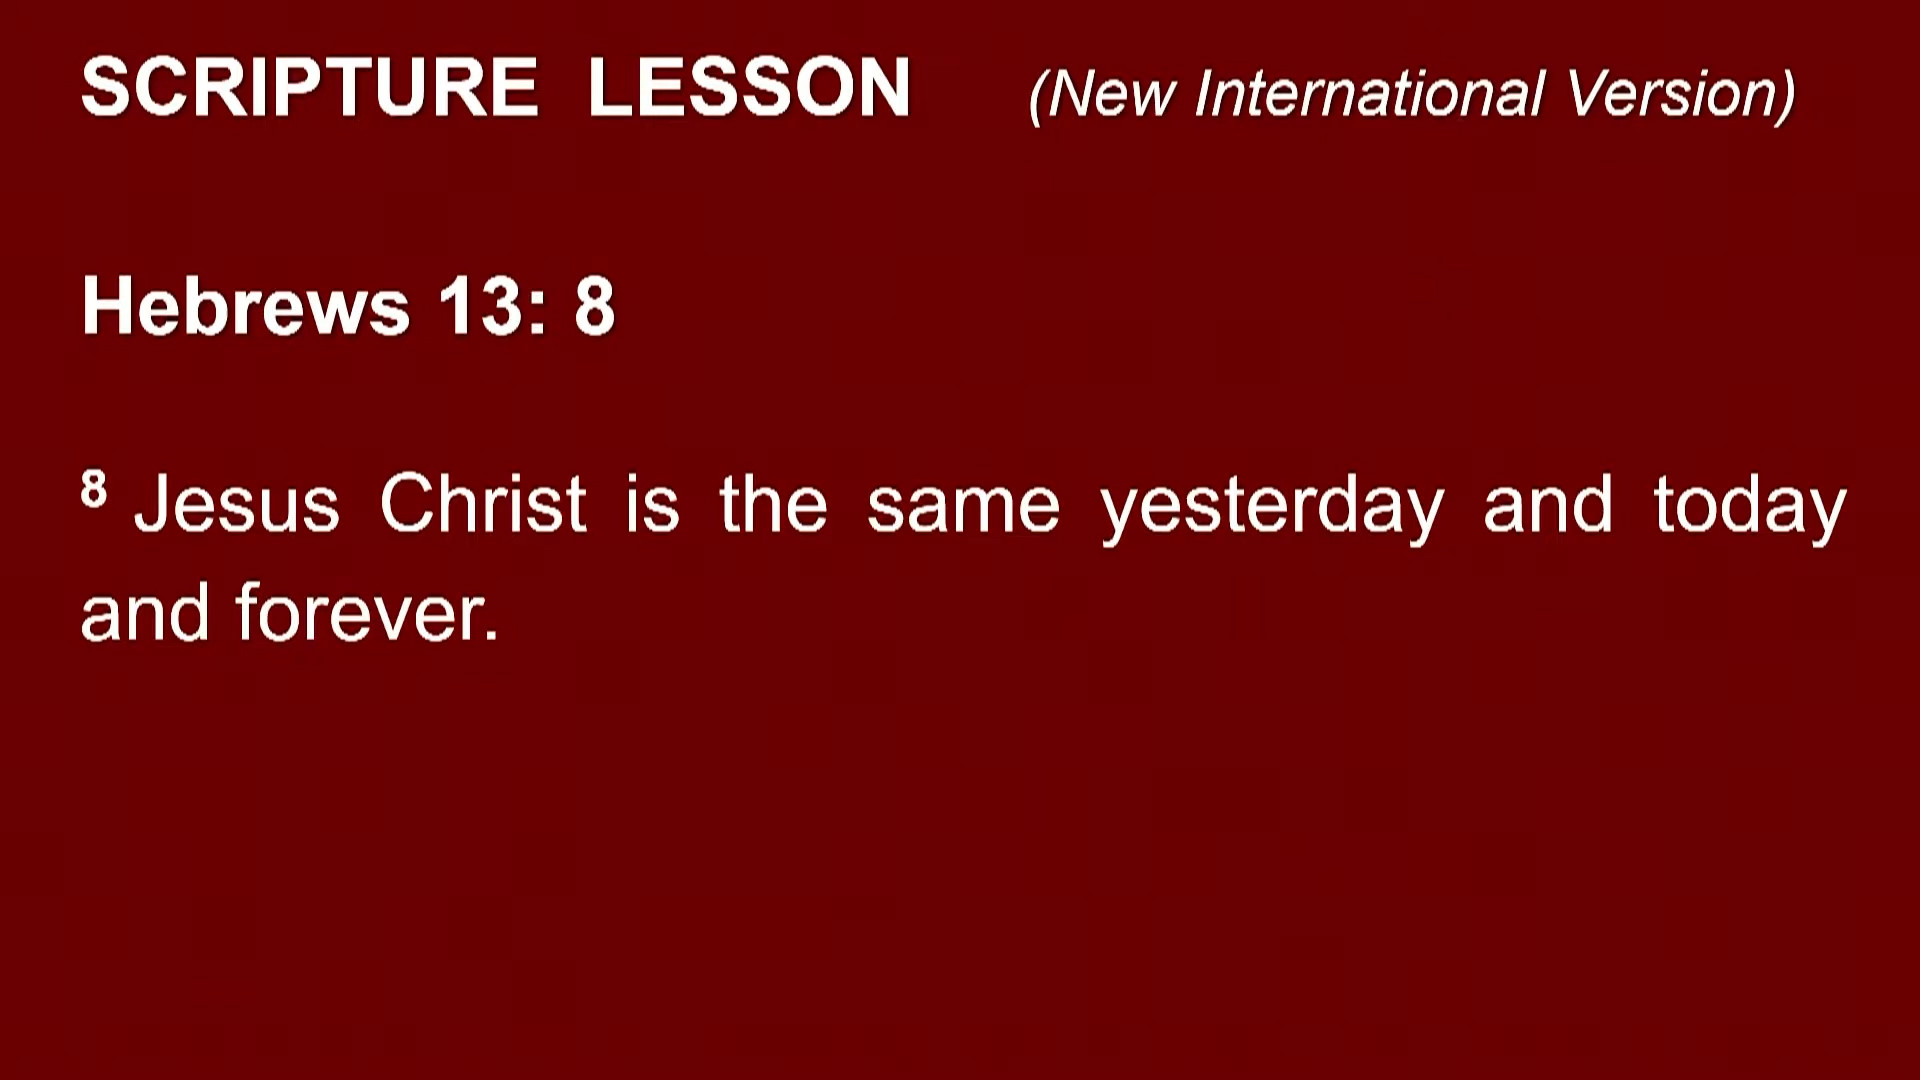 SCRIPTURE LESSON (New International Version)
Hebrews 13: 8
8 Jesus Christ is the same yesterday and today
and forever.